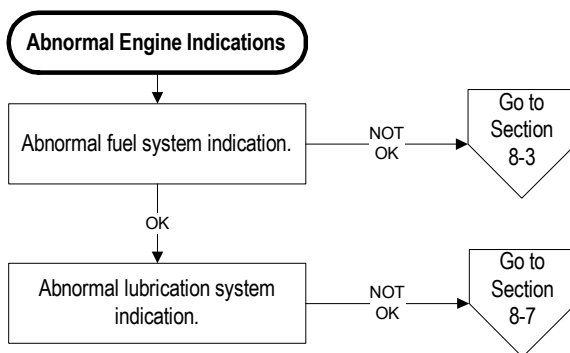 Abnormal Engine Indications
Abnormal fuel system indication.
NOT
OK
Go to
Section
8-3
OK
Abnormal lubrication system
indication.
NOT
OK
Go to
Section
8-7